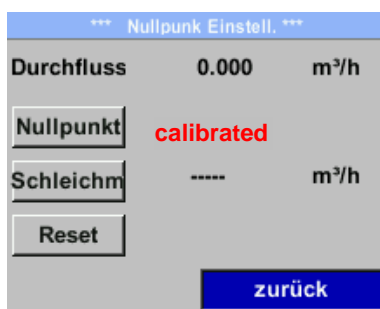 *** Nullpunk Einstell. ***
Durchfluss 0.000 m³/h
Nullpunkt calibrated
Schleichm ----- m³/h
Reset
zurück